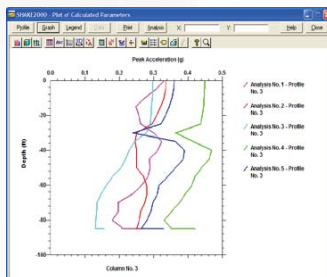 SHAKE2000 - Plot of Calculated Parameters
Profile Graph Legend Print Analysis X: Y: Help Close
Peak Acceleration (g)
0.0 0.1 0.2 0.3 0.4 0.5
0
-20
-40
-60
-80
-100
Depth (ft)
Analysis No. 1 - Profile
No. 3
Analysis No. 2 - Profile
No. 3
Analysis No. 3 - Profile
No. 3
Analysis No. 4 - Profile
No. 3
Analysis No. 5 - Profile
No. 3
Column No. 3